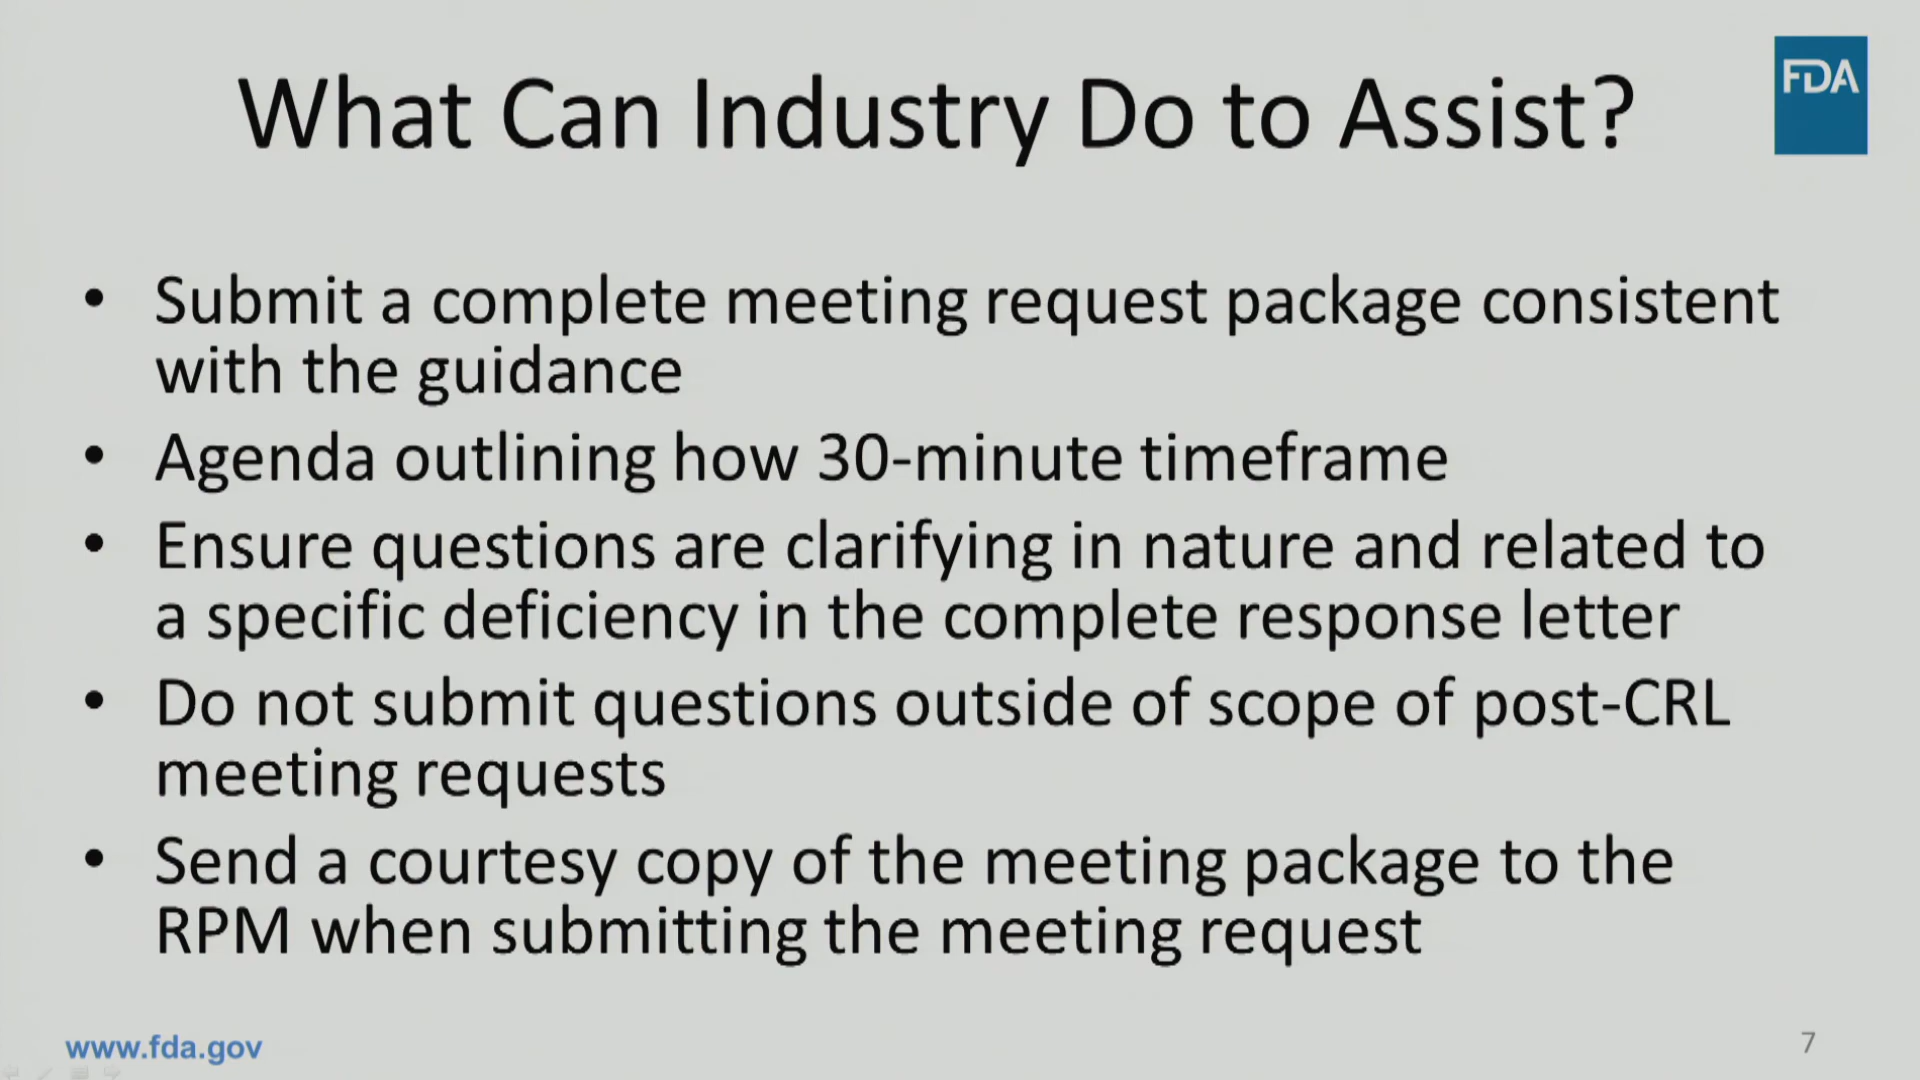 What Can Industry Do to Assist?
FDA
• Submit a complete meeting request package consistent
with the guidance
• Agenda outlining how 30-minute timeframe
• Ensure questions are clarifying in nature and related to
a specific deficiency in the complete response letter
• Do not submit questions outside of scope of post-CRL
meeting requests
• Send a courtesy copy of the meeting package to the
RPM when submitting the meeting request
www.fda.gov
7